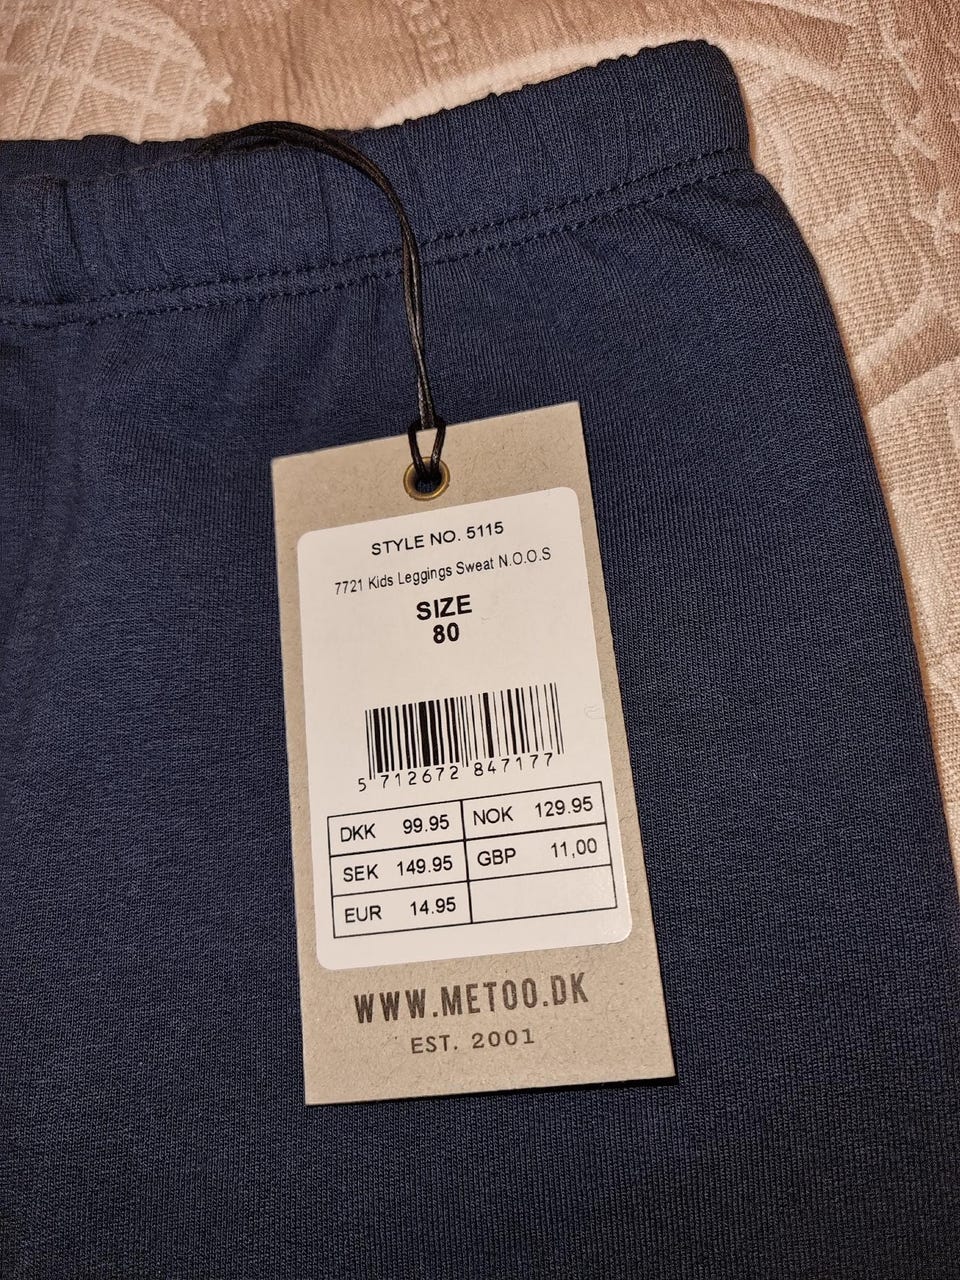 STYLE NO. 5115
7721 Kids Leggings Sweat N.O.O.S
SIZE
80
5 712672 847177
DKK 99.95 NOK 129.95
SEK 149.95 GBP 11,00
EUR 14.95
WWW.METOO.DK
EST. 2001